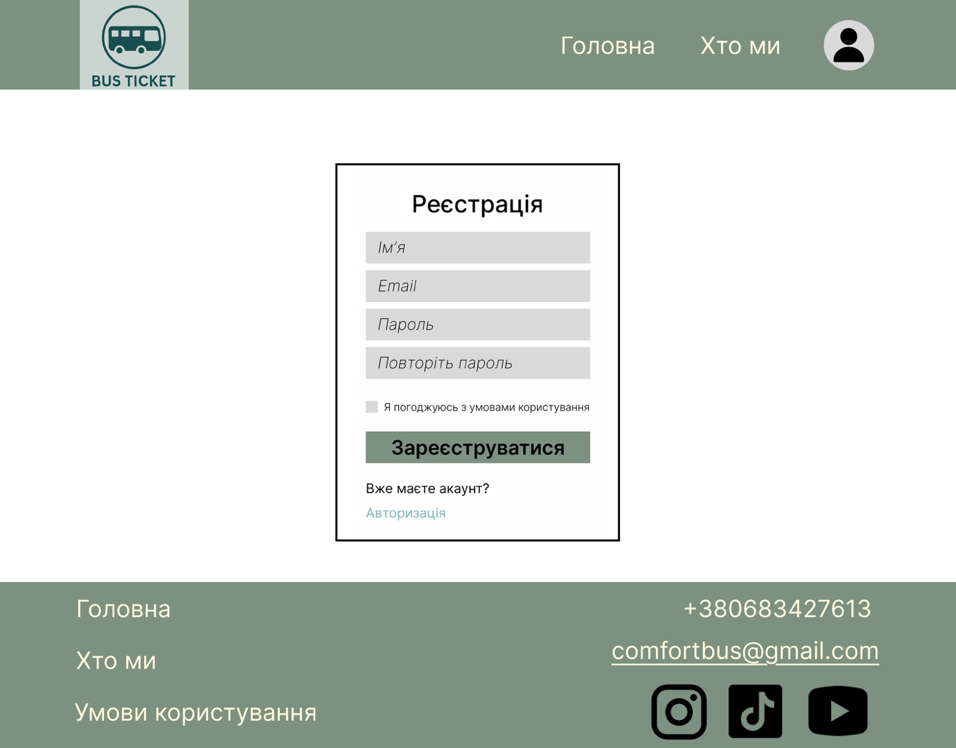 BUS TICKET
Головна
Хто ми
Реєстрація
Ім'я
Email
Пароль
Повторіть пароль
Я погоджуюсь з умовами користування
Зареєструватися
Вже маєте акаунт?
Авторизація
Головна
Хто ми
Умови користування
+380683427613
comfortbus@gmail.com